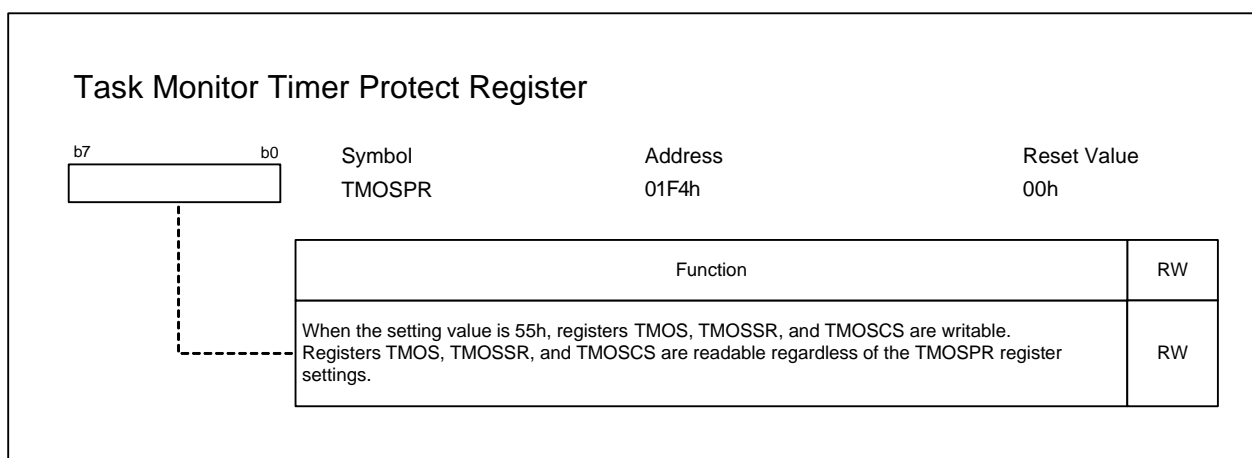 Task Monitor Timer Protect Register
b7 b0 Symbol Address Reset Value
TMOSPR 01F4h 00h
Function RW
When the setting value is 55h, registers TMOS, TMOSSR, and TMOSCS are writable.
Registers TMOS, TMOSSR, and TMOSCS are readable regardless of the TMOSPR register
settings.
RW